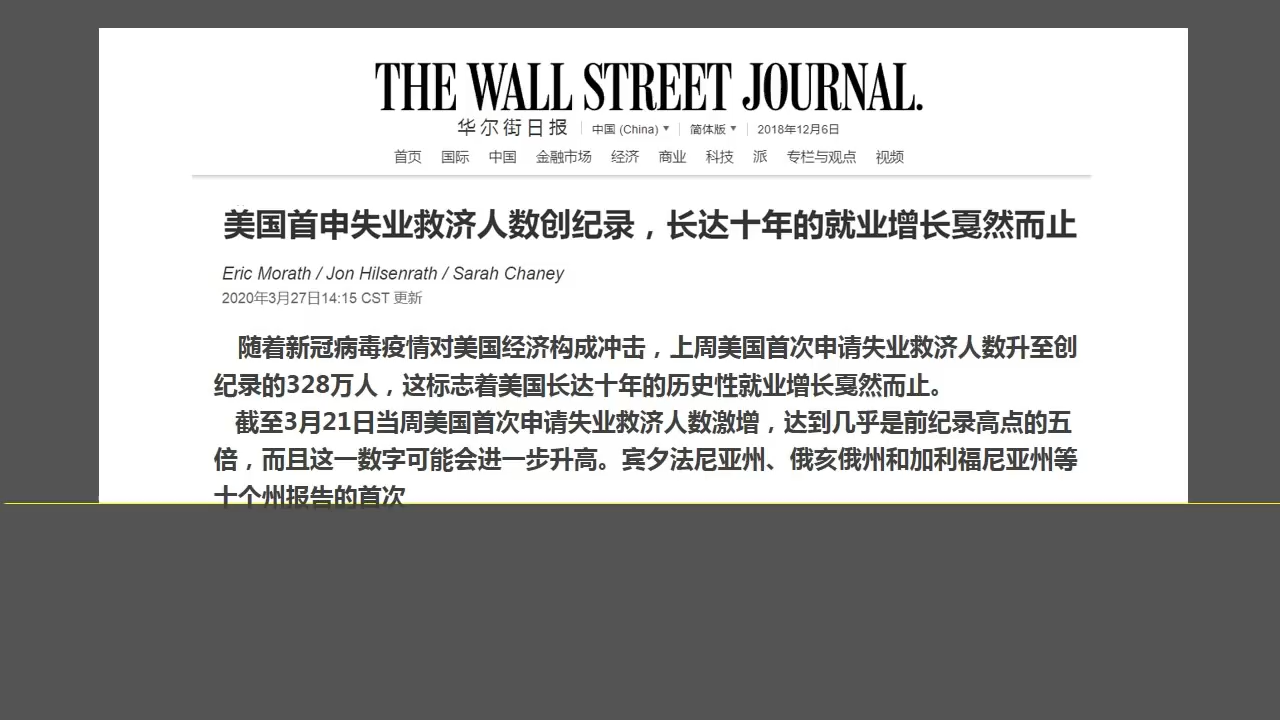 THE WALL STREET JOURNAL.
华尔街日报 中国 (China) 简体版 2018年12月6日
首页 国际 中国 金融市场 经济 商业 科技 派 专栏与观点 视频
美国首申失业救济人数创纪录，长达十年的就业增长戛然而止
Eric Morath / Jon Hilsenrath / Sarah Chaney
2020年3月27日14:15 CST 更新
随着新冠病毒疫情对美国经济构成冲击，上周美国首次申请失业救济人数升至创
纪录的328万人，这标志着美国长达十年的历史性就业增长戛然而止。
截至3月21日当周美国首次申请失业救济人数激增，达到几乎是前纪录高点的五
倍，而且这一数字可能会进一步升高。宾夕法尼亚州、俄亥俄州和加利福尼亚州等
十个州报告的首次